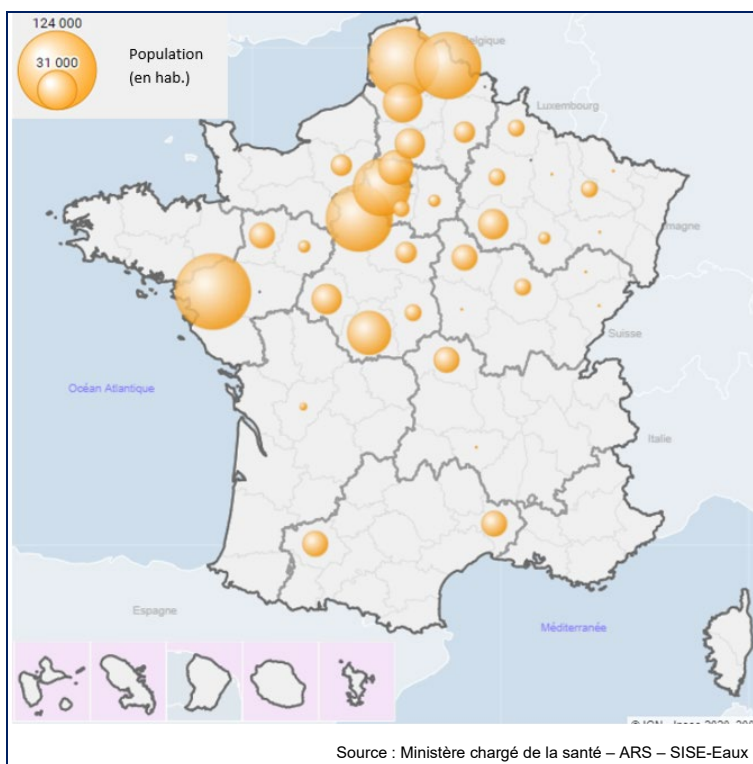 124 000
31 000
Population
(en hab.)
Belgique
Luxembourg
Suisse
Océan Atlantique
Italie
Espagne
Méditerranée
Source : Ministère chargé de la santé – ARS – SISE-Eaux